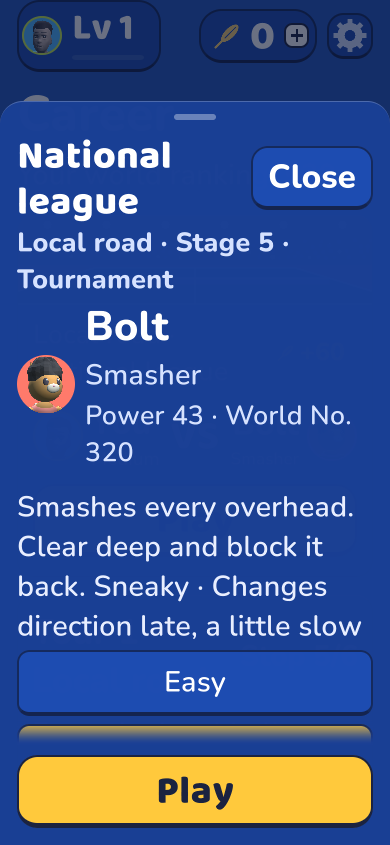 Lv 1
0
Career
National
league
Close
Local road · Stage 5 ·
Tournament
Bolt
Smasher
Power 43 · World No.
320
Smashes every overhead.
Clear deep and block it
back. Sneaky · Changes
direction late, a little slow
Easy
Play